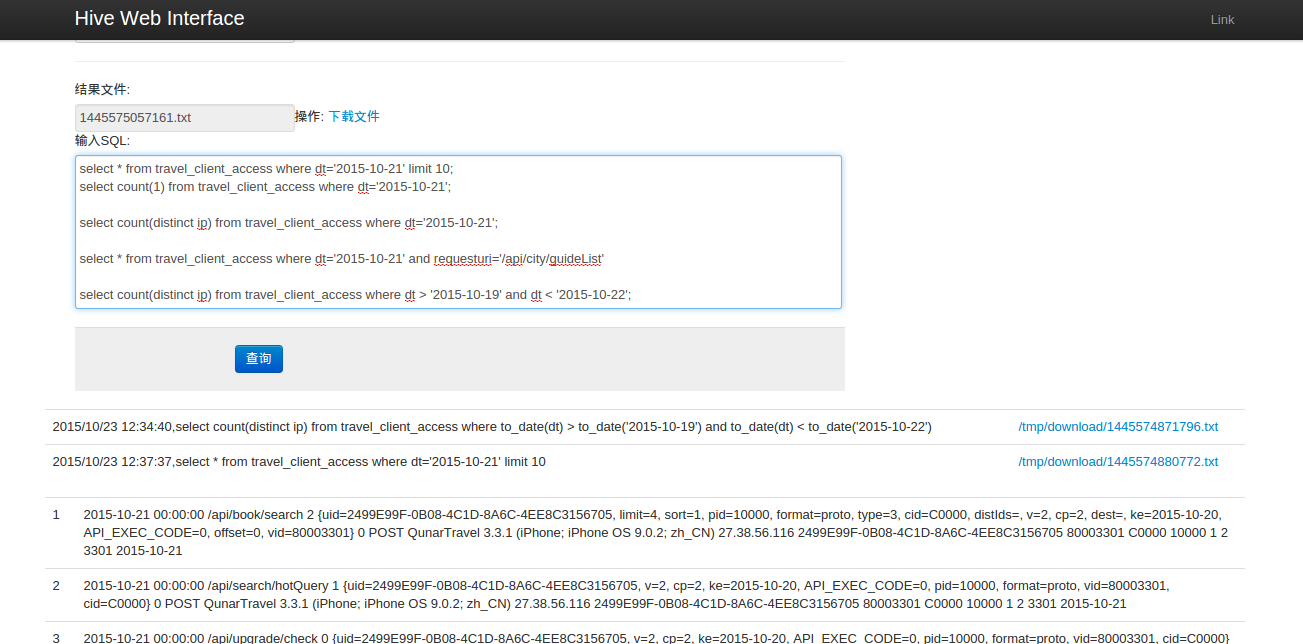 Hive Web Interface
Link
结果文件:
1445575057161.txt
操作: 下载文件
输入SQL:
select * from travel_client_access where dt='2015-10-21' limit 10;
select count(1) from travel_client_access where dt='2015-10-21';
select count(distinct ip) from travel_client_access where dt='2015-10-21';
select * from travel_client_access where dt='2015-10-21' and requesturi='/api/city/guideList'
select count(distinct ip) from travel_client_access where dt > '2015-10-19' and dt < '2015-10-22';
查询
2015/10/23 12:34:40,select count(distinct ip) from travel_client_access where to_date(dt) > to_date('2015-10-19') and to_date(dt) < to_date('2015-10-22')
/tmp/download/1445574871796.txt
2015/10/23 12:37:37,select * from travel_client_access where dt='2015-10-21' limit 10
/tmp/download/1445574880772.txt
1 2015-10-21 00:00:00 /api/book/search 2 {uid=2499E99F-0B08-4C1D-8A6C-4EE8C3156705, limit=4, sort=1, pid=10000, format=proto, type=3, cid=C0000, distIds=, v=2, cp=2, dest=, ke=2015-10-20,
API_EXEC_CODE=0, offset=0, vid=80003301} 0 POST QunarTravel 3.3.1 (iPhone; iPhone OS 9.0.2; zh_CN) 27.38.56.116 2499E99F-0B08-4C1D-8A6C-4EE8C3156705 80003301 C0000 10000 1 2
3301 2015-10-21
2 2015-10-21 00:00:00 /api/search/hotQuery 1 {uid=2499E99F-0B08-4C1D-8A6C-4EE8C3156705, v=2, cp=2, ke=2015-10-20, API_EXEC_CODE=0, pid=10000, format=proto, vid=80003301,
cid=C0000} 0 POST QunarTravel 3.3.1 (iPhone; iPhone OS 9.0.2; zh_CN) 27.38.56.116 2499E99F-0B08-4C1D-8A6C-4EE8C3156705 80003301 C0000 10000 1 2 3301 2015-10-21
3 2015-10-21 00:00:00 /api/upgrade/check 0 {uid=2499E99F-0B08-4C1D-8A6C-4EE8C3156705, v=2, cp=2, ke=2015-10-20, API_EXEC_CODE=0, pid=10000, format=proto, vid=80003301, cid=C0000}